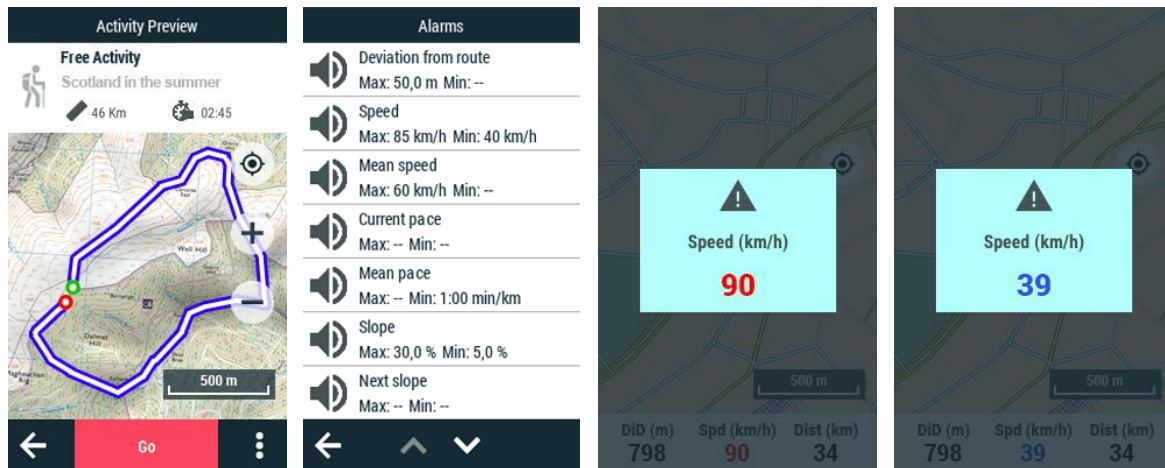 Activity Preview
Free Activity
Scotland in the summer
46 Km 02:45
Well Hill
Dalmet
Hill
500 m
Go
Alarms
Deviation from route
Max: 50,0 m Min: --
Speed
Max: 85 km/h Min: 40 km/h
Mean speed
Max: 60 km/h Min: --
Current pace
Max: -- Min: --
Mean pace
Max: -- Min: 1:00 min/km
Slope
Max: 30,0 % Min: 5,0 %
Next slope
Max: -- Min: --
Speed (km/h)
90
500 m
DiD (m) Spd (km/h) Dist (km)
798 90 34
Speed (km/h)
39
500 m
DiD (m) Spd (km/h) Dist (km)
798 39 34